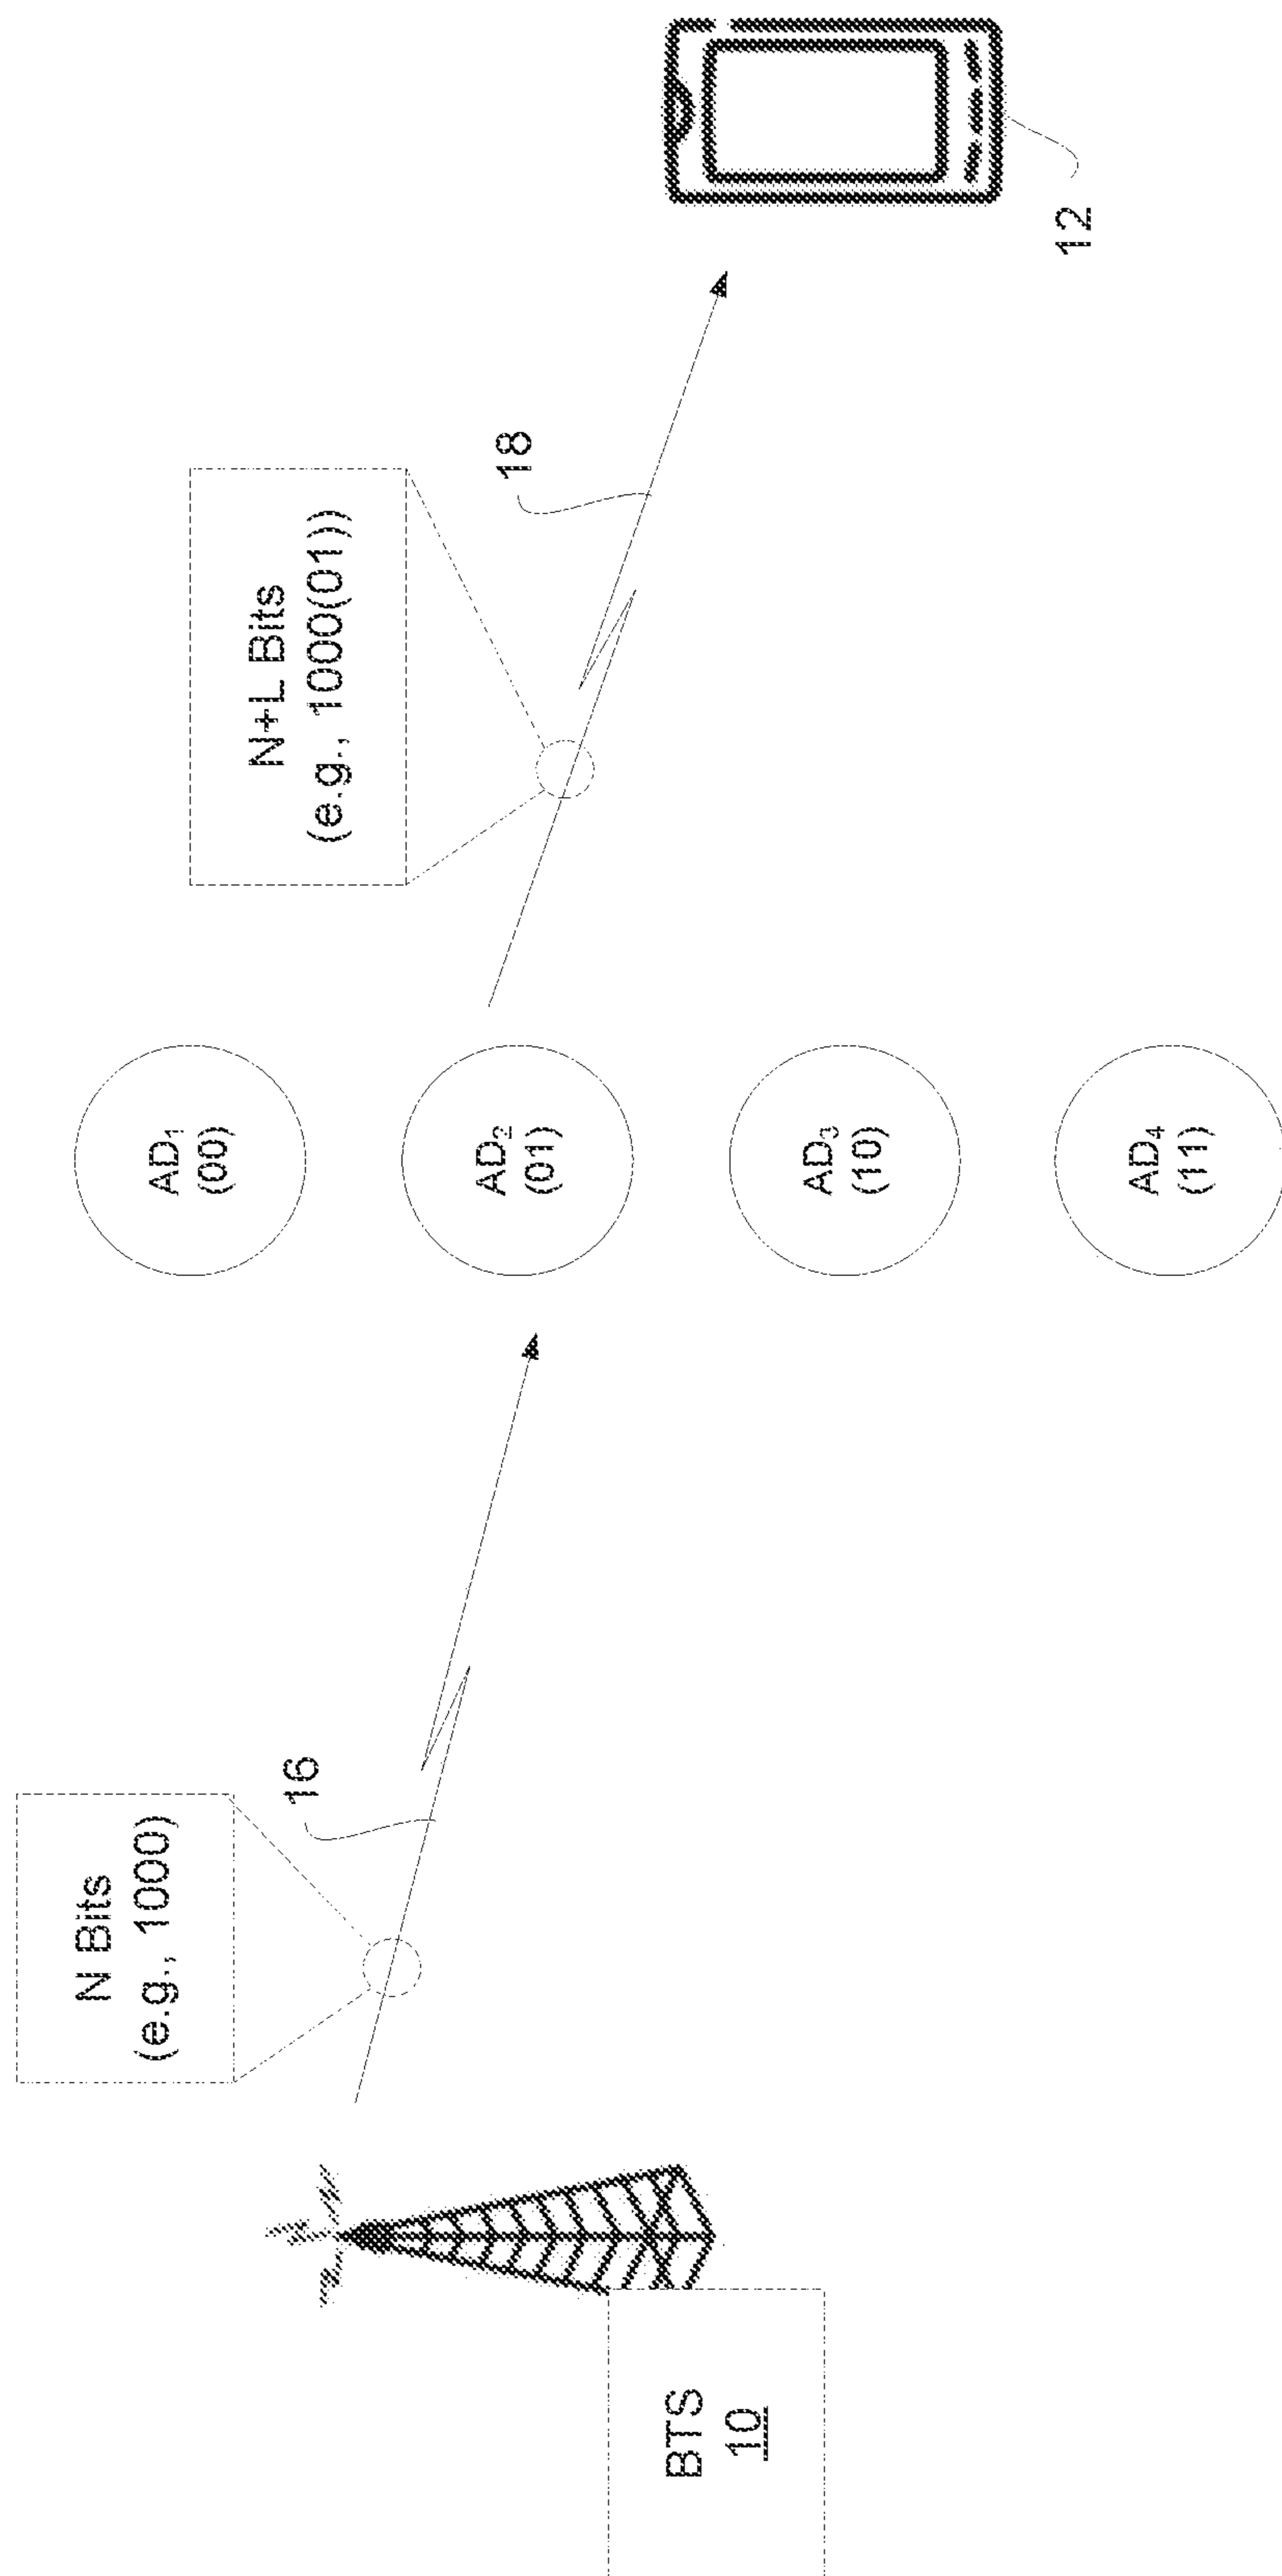 BTS
10
N Bits
(e.g., 1000)
16
AD₁
(00)
AD₂
(01)
AD₃
(10)
AD₄
(11)
N+L Bits
(e.g., 1000(01))
18
12